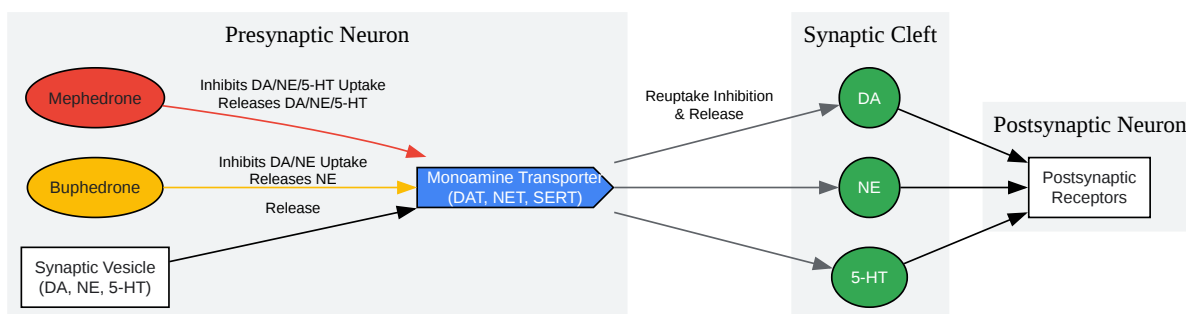 Presynaptic Neuron
Synaptic Cleft
Postsynaptic Neuron
Mephedrone
Inhibits DA/NE/5-HT Uptake
Releases DA/NE/5-HT
Buphedrone
Inhibits DA/NE Uptake
Releases NE
Release
Synaptic Vesicle
(DA, NE, 5-HT)
Monoamine Transporter
(DAT, NET, SERT)
Reuptake Inhibition
& Release
DA
NE
5-HT
Postsynaptic
Receptors